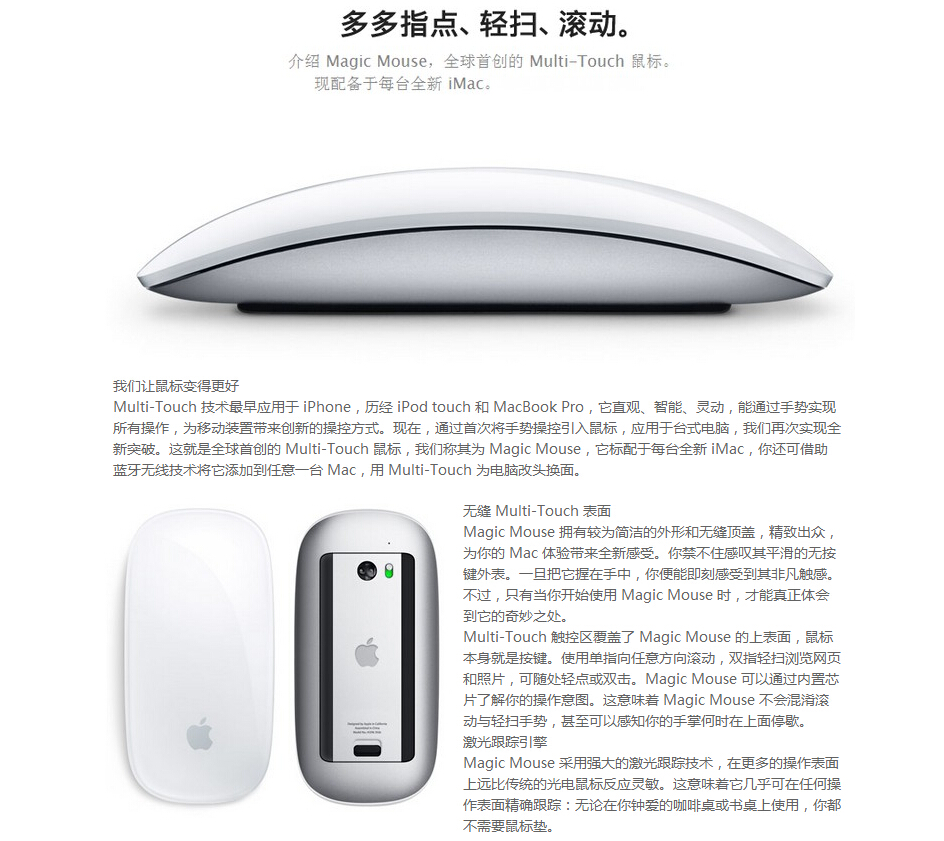 多多指点、轻扫、滚动。
介绍 Magic Mouse，全球首创的 Multi-Touch 鼠标。
现配备于每台全新 iMac。
我们让鼠标变得更好
Multi-Touch 技术最早应用于 iPhone，历经 iPod touch 和 MacBook Pro，它直观、智能、灵动，能通过手势实现
所有操作，为移动装置带来创新的操控方式。现在，通过首次将手势操控引入鼠标，应用于台式电脑，我们再次实现全
新突破。这就是全球首创的 Multi-Touch 鼠标，我们称其为 Magic Mouse，它标配于每台全新 iMac，你还可借助
蓝牙无线技术将它添加到任意一台 Mac，用 Multi-Touch 为电脑改头换面。
无缝 Multi-Touch 表面
Magic Mouse 拥有较为简洁的外形和无缝顶盖，精致出众，
为你的 Mac 体验带来全新感受。你禁不住感叹其平滑的无按
键外表。一旦把它握在手中，你便能即刻感受到其非凡触感。
不过，只有当你开始使用 Magic Mouse 时，才能真正体会
到它的奇妙之处。
Multi-Touch 触控区覆盖了 Magic Mouse 的上表面，鼠标
本身就是按键。使用单指向任意方向滚动，双指轻扫浏览网页
和照片，可随处轻点或双击。Magic Mouse 可以通过内置芯
片了解你的操作意图。这意味着 Magic Mouse 不会混淆滚
动与轻扫手势，甚至可以感知你的手掌何时在上面停歇。
激光跟踪引擎
Magic Mouse 采用强大的激光跟踪技术，在更多的操作表面
上远比传统的光电鼠标反应灵敏。这意味着它几乎可在任何操
作表面精确跟踪：无论在你钟爱的咖啡桌或书桌上使用，你都
不需要鼠标垫。